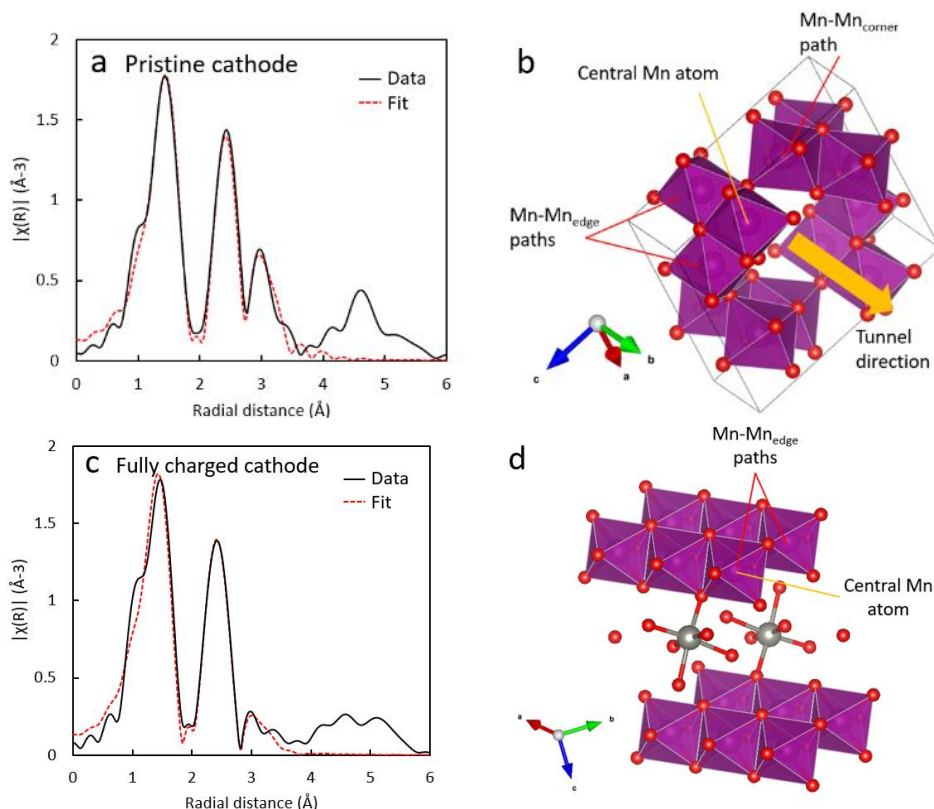 a Pristine cathode
Data
Fit
2
1.5
1
0.5
0
|χ(R)| (Å-3)
0 1 2 3 4 5 6
Radial distance (Å)
b
Mn-Mncorner
path
Central Mn atom
Mn-Mnedge
paths
Tunnel
direction
c
a
b
c Fully charged cathode
Data
Fit
2
1.5
1
0.5
0
|χ(R)| (Å-3)
0 1 2 3 4 5 6
Radial distance (Å)
d
Mn-Mnedge
paths
Central Mn
atom
a
b
c